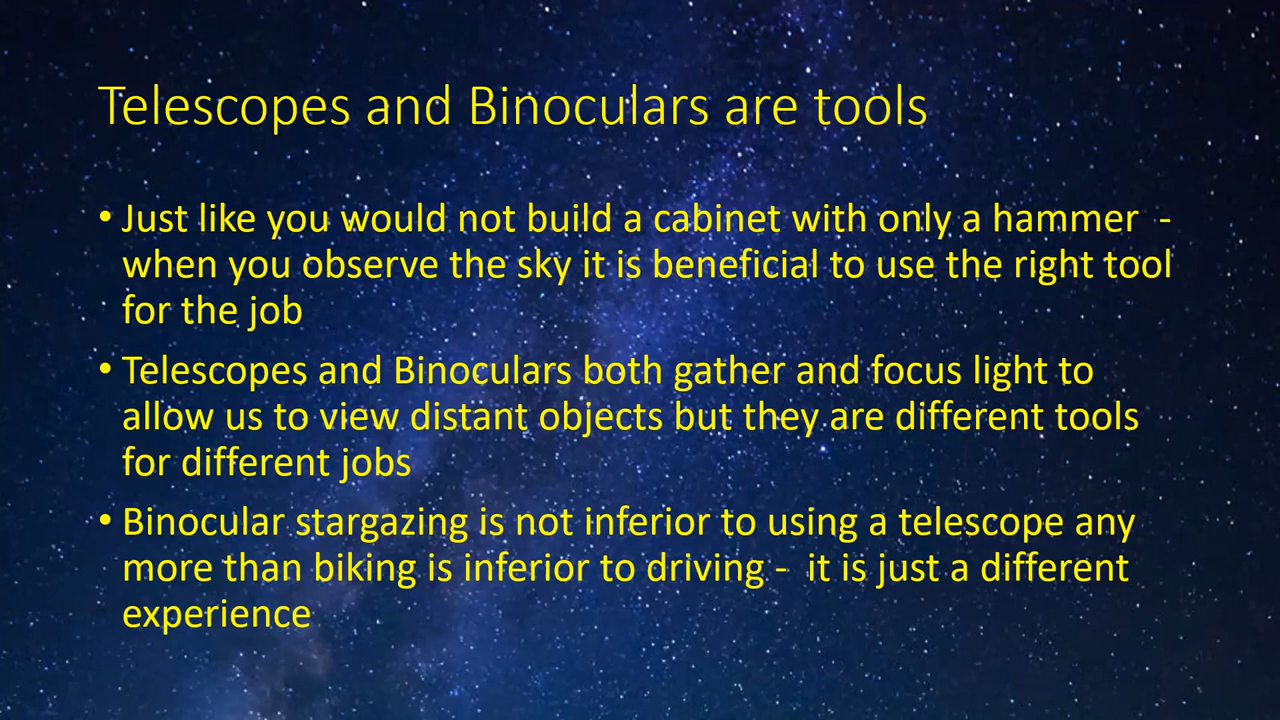 Telescopes and Binoculars are tools
• Just like you would not build a cabinet with only a hammer  -
when you observe the sky it is beneficial to use the right tool
for the job
• Telescopes and Binoculars both gather and focus light to
allow us to view distant objects but they are different tools
for different jobs
• Binocular stargazing is not inferior to using a telescope any
more than biking is inferior to driving -  it is just a different
experience